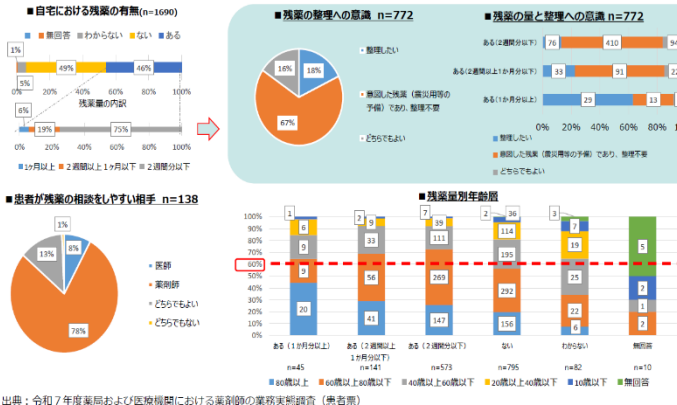 ■自宅における残薬の有無(n=1690)
■無回答 ■わからない ■ない ■ある
1%
49%
46%
5%
0% 20% 40% 60% 80% 100%
残薬量の内訳
6%
19%
75%
0% 20% 40% 60% 80% 100%
■1ケ月以上 ■2週間以上1ヶ月以下 ■2週間分以下
■残薬の整理への意識 n=772
16%
18%
67%
・整理したい
・意図した残薬（震災用等の
予備）であり、整理不要
・どちらでもよい
■残薬の量と整理への意識 n=772
ある(2週間分以下)
76
410
94
ある(2週間以上1か月分以下)
33
91
22
ある(1か月分以上)
29
13
0% 20% 40% 60% 80%
■整理したい
■意図した残薬（震災用等の予備）であり、整理不要
■どちらでもよい
■患者が残薬の相談をしやすい相手 n=138
1%
8%
13%
78%
・医師
・薬剤師
・どちらでもよい
・どちらでもない
■残薬量別年齢層
100%
90%
80%
70%
60%
50%
40%
30%
20%
10%
0%
1 2 7 2 36 3
6 9 39 114 7
9 33 111 195 19 5
9 56 269 292 25 2
20 41 147 156 22 1
6 2
ある（1か月分以上） ある（2週間以上 ある（2週間分以下） ない わからない 無回答
1か月分以下）
n=45 n=141 n=573 n=795 n=82 n=10
■80歳以上 ■60歳以上80歳以下 ■40歳以上60歳以下 ■20歳以上40歳以下 ■10歳以下 ■無回答
出典：令和７年度薬局および医療機関における薬剤師の業務実態調査（患者票）